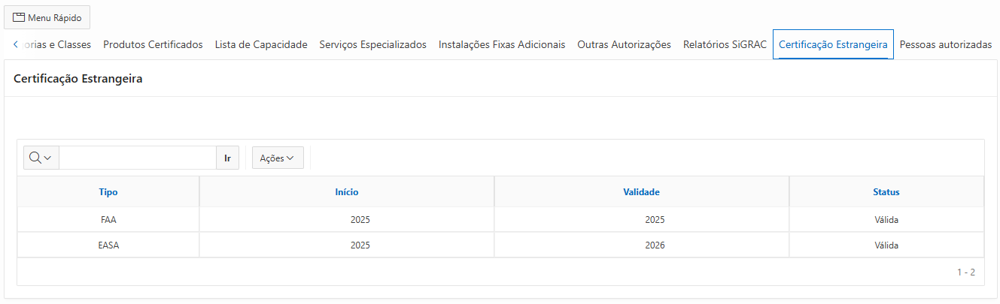 Menu Rápido
orias e Classes Produtos Certificados Lista de Capacidade Serviços Especializados Instalações Fixas Adicionais Outras Autorizações Relatórios SiGRAC Certificação Estrangeira Pessoas autorizadas
Certificação Estrangeira
Ir Ações
Tipo Início Validade Status
FAA 2025 2025 Válida
EASA 2025 2026 Válida
1 - 2